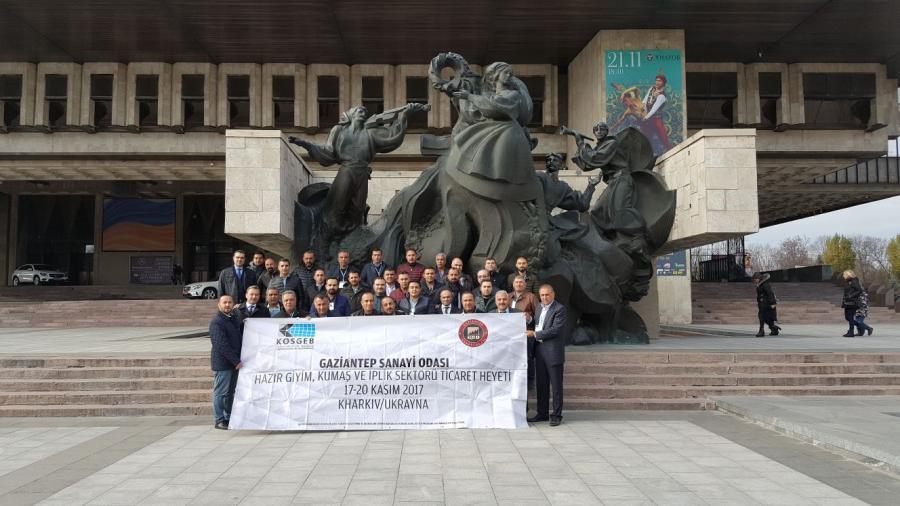 21.11
KOSGEB
GAZİANTEP SANAYİ ODASI
HAZIR GİYİM, KUMAŞ VE İPLİK SEKTÖRÜ TİCARET HEYETİ
17-20 KASIM 2017
KHARKIV/UKRAYNA